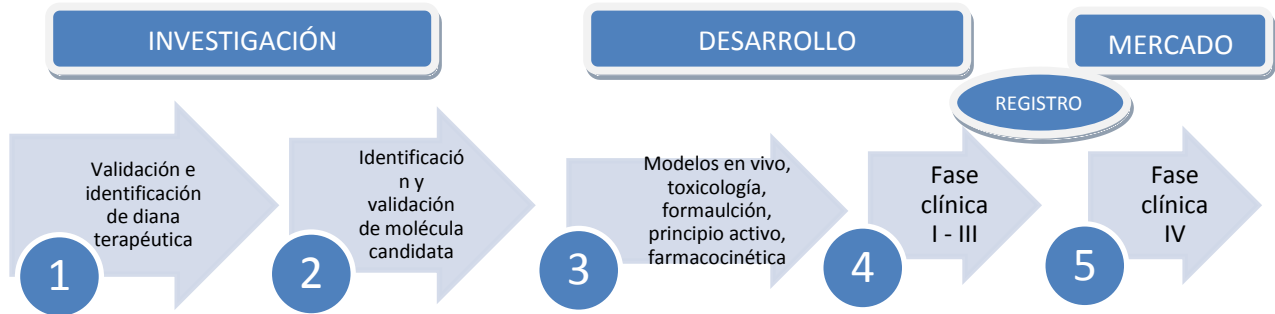 INVESTIGACIÓN
DESARROLLO
MERCADO
REGISTRO
Validación e
identificación
de diana
terapéutica
1
Identificació
n y
validación
de molécula
candidata
2
Modelos en vivo,
toxicología,
formaulción,
principio activo,
farmacocinética
3
Fase
clínica
I - III
4
Fase
clínica
IV
5